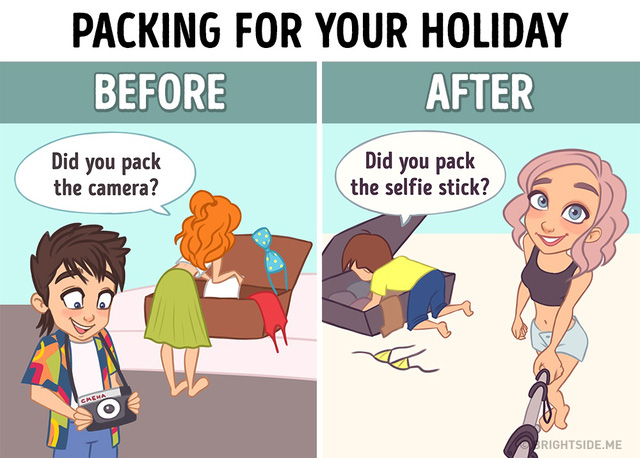 PACKING FOR YOUR HOLIDAY
BEFORE
AFTER
Did you pack
the camera?
Did you pack
the selfie stick?
СМЕНА
© BRIGHTSIDE.ME